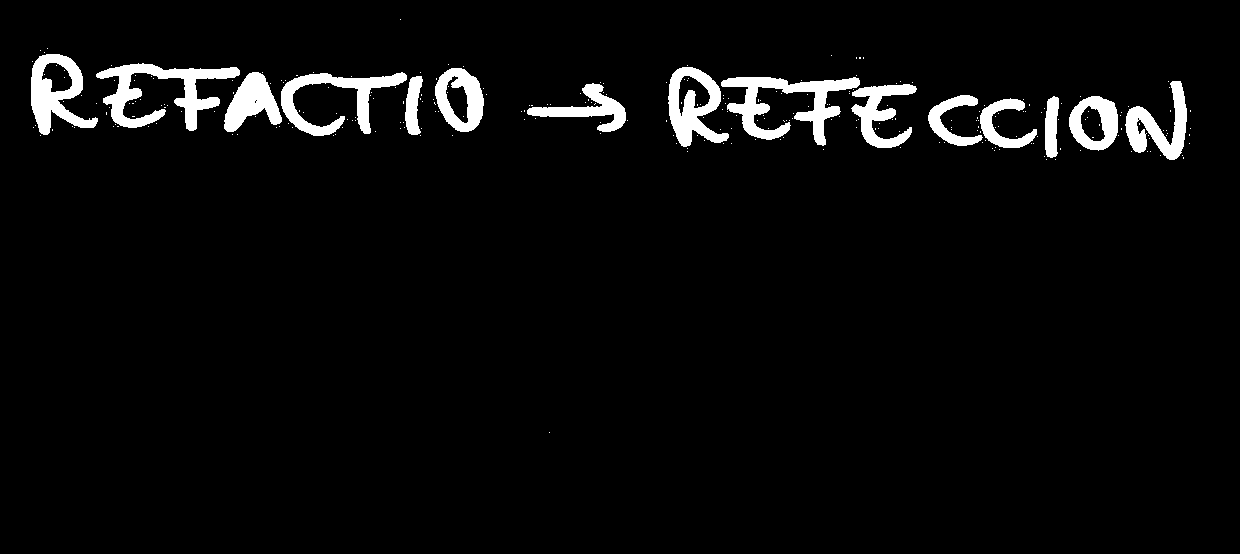 REFACTIO → REFECCION